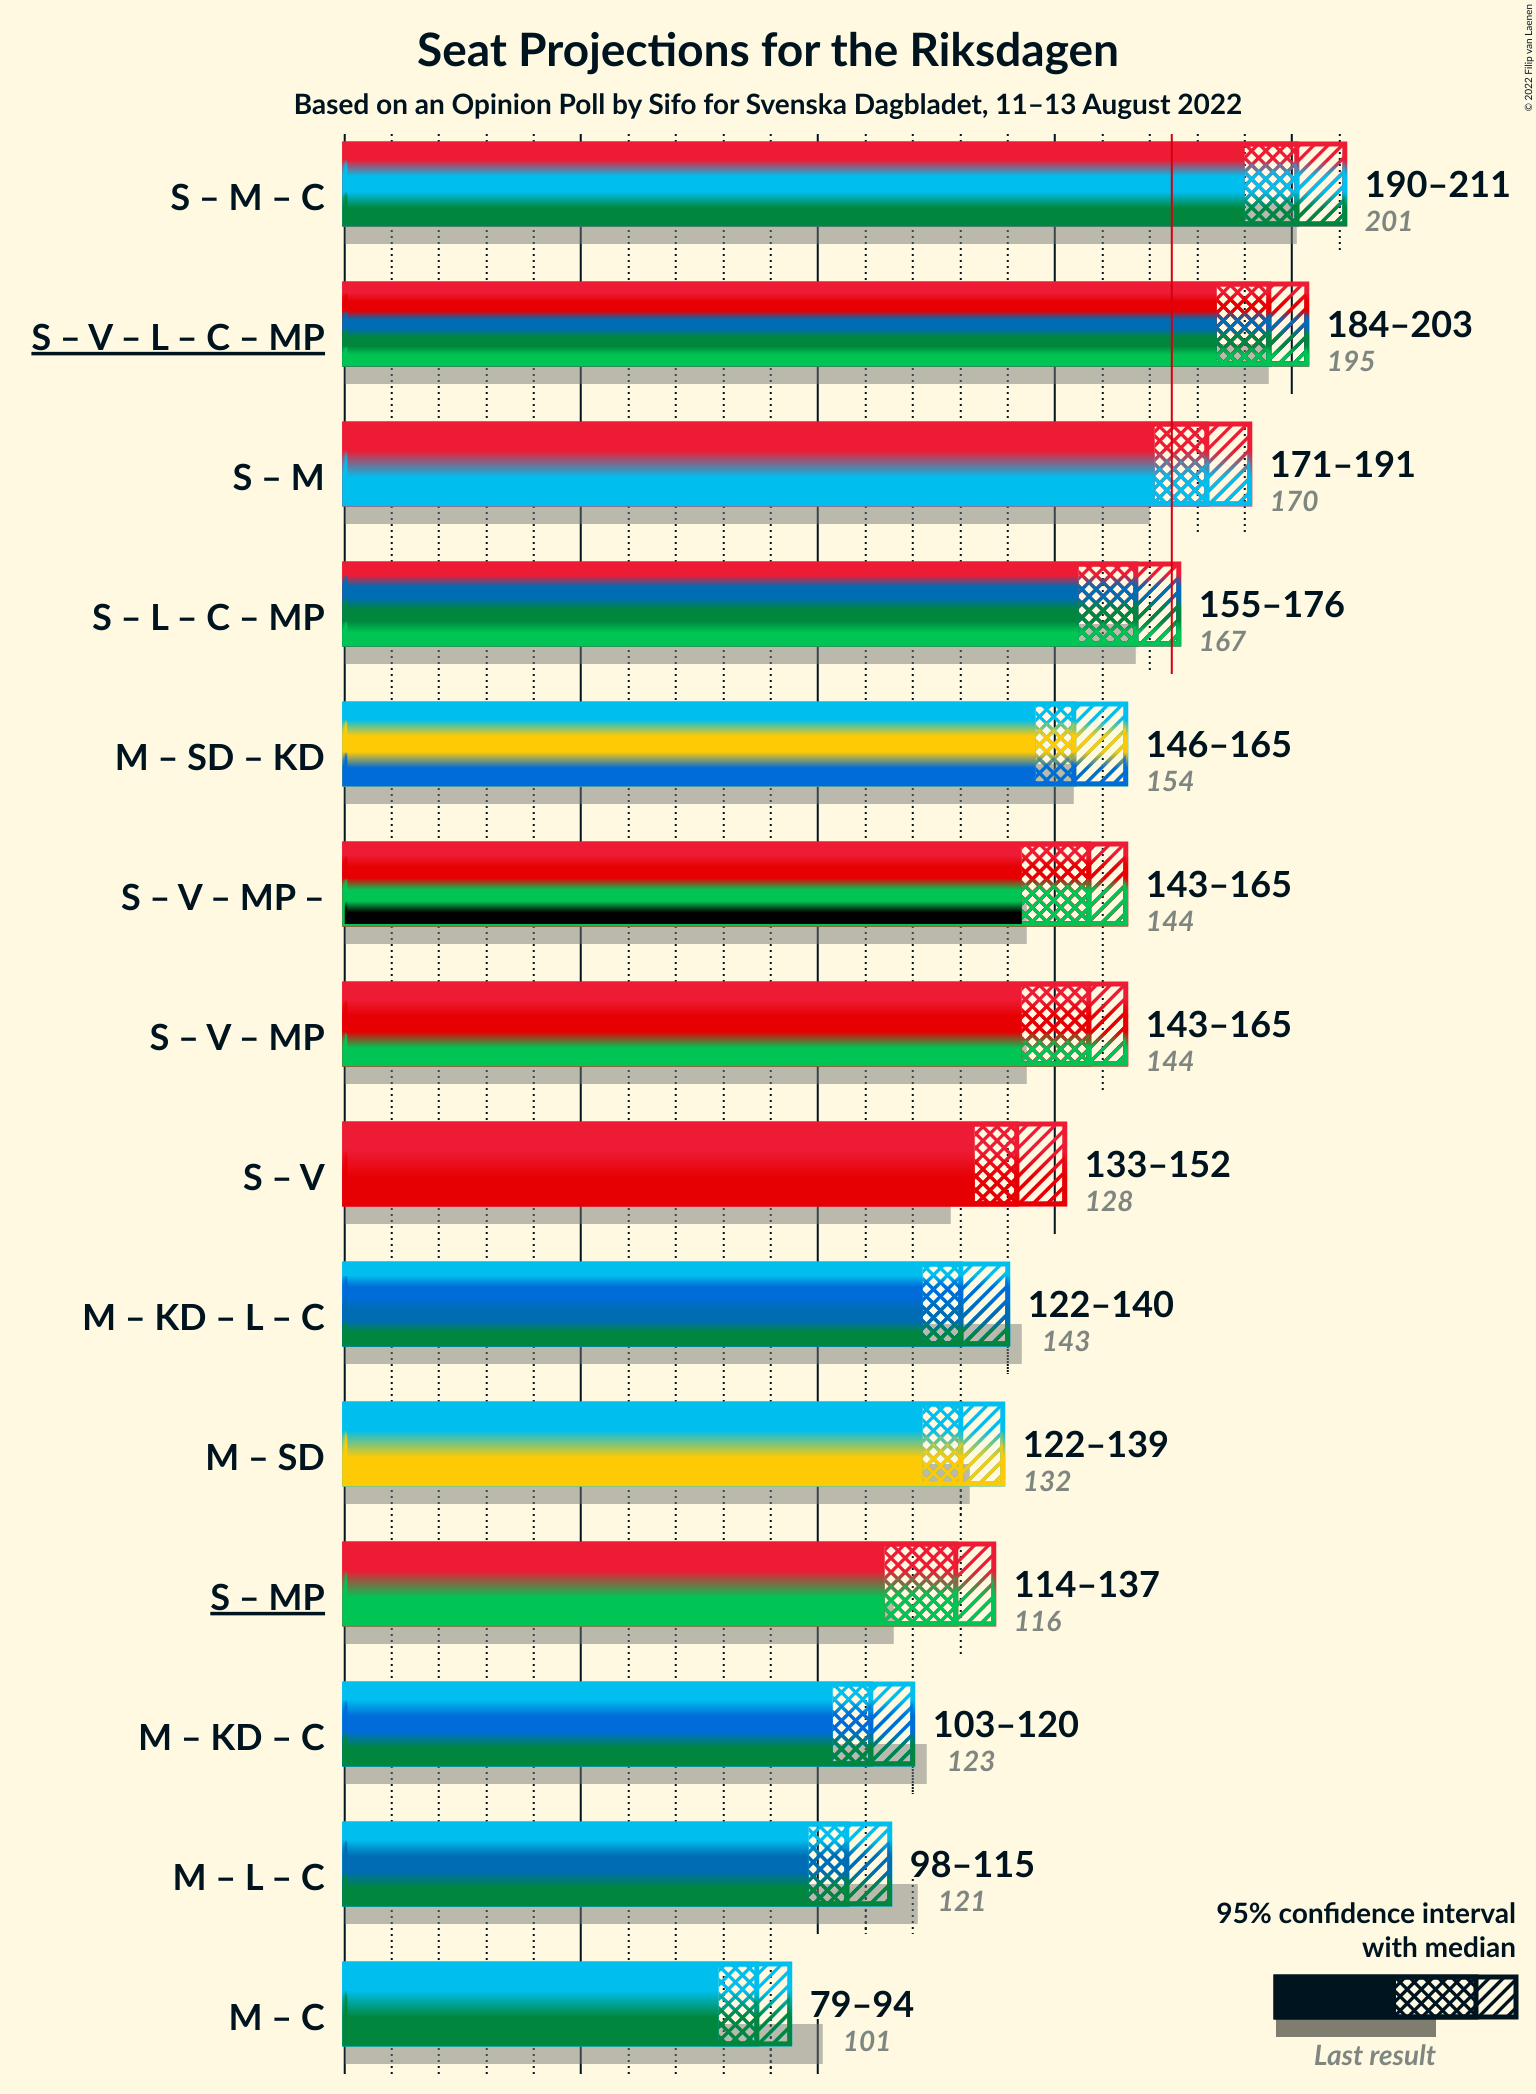 Seat Projections for the Riksdagen
Based on an Opinion Poll by Sifo for Svenska Dagbladet, 11–13 August 2022
© 2022 Filip van Laenen
S – M – C
190–211
201
S – V – L – C – MP
184–203
195
S – M
171–191
170
S – L – C – MP
155–176
167
M – SD – KD
146–165
154
S – V – MP –
143–165
144
S – V – MP
143–165
144
S – V
133–152
128
M – KD – L – C
122–140
143
M – SD
122–139
132
S – MP
114–137
116
M – KD – C
103–120
123
M – L – C
98–115
121
M – C
79–94
101
95% confidence interval
with median
Last result